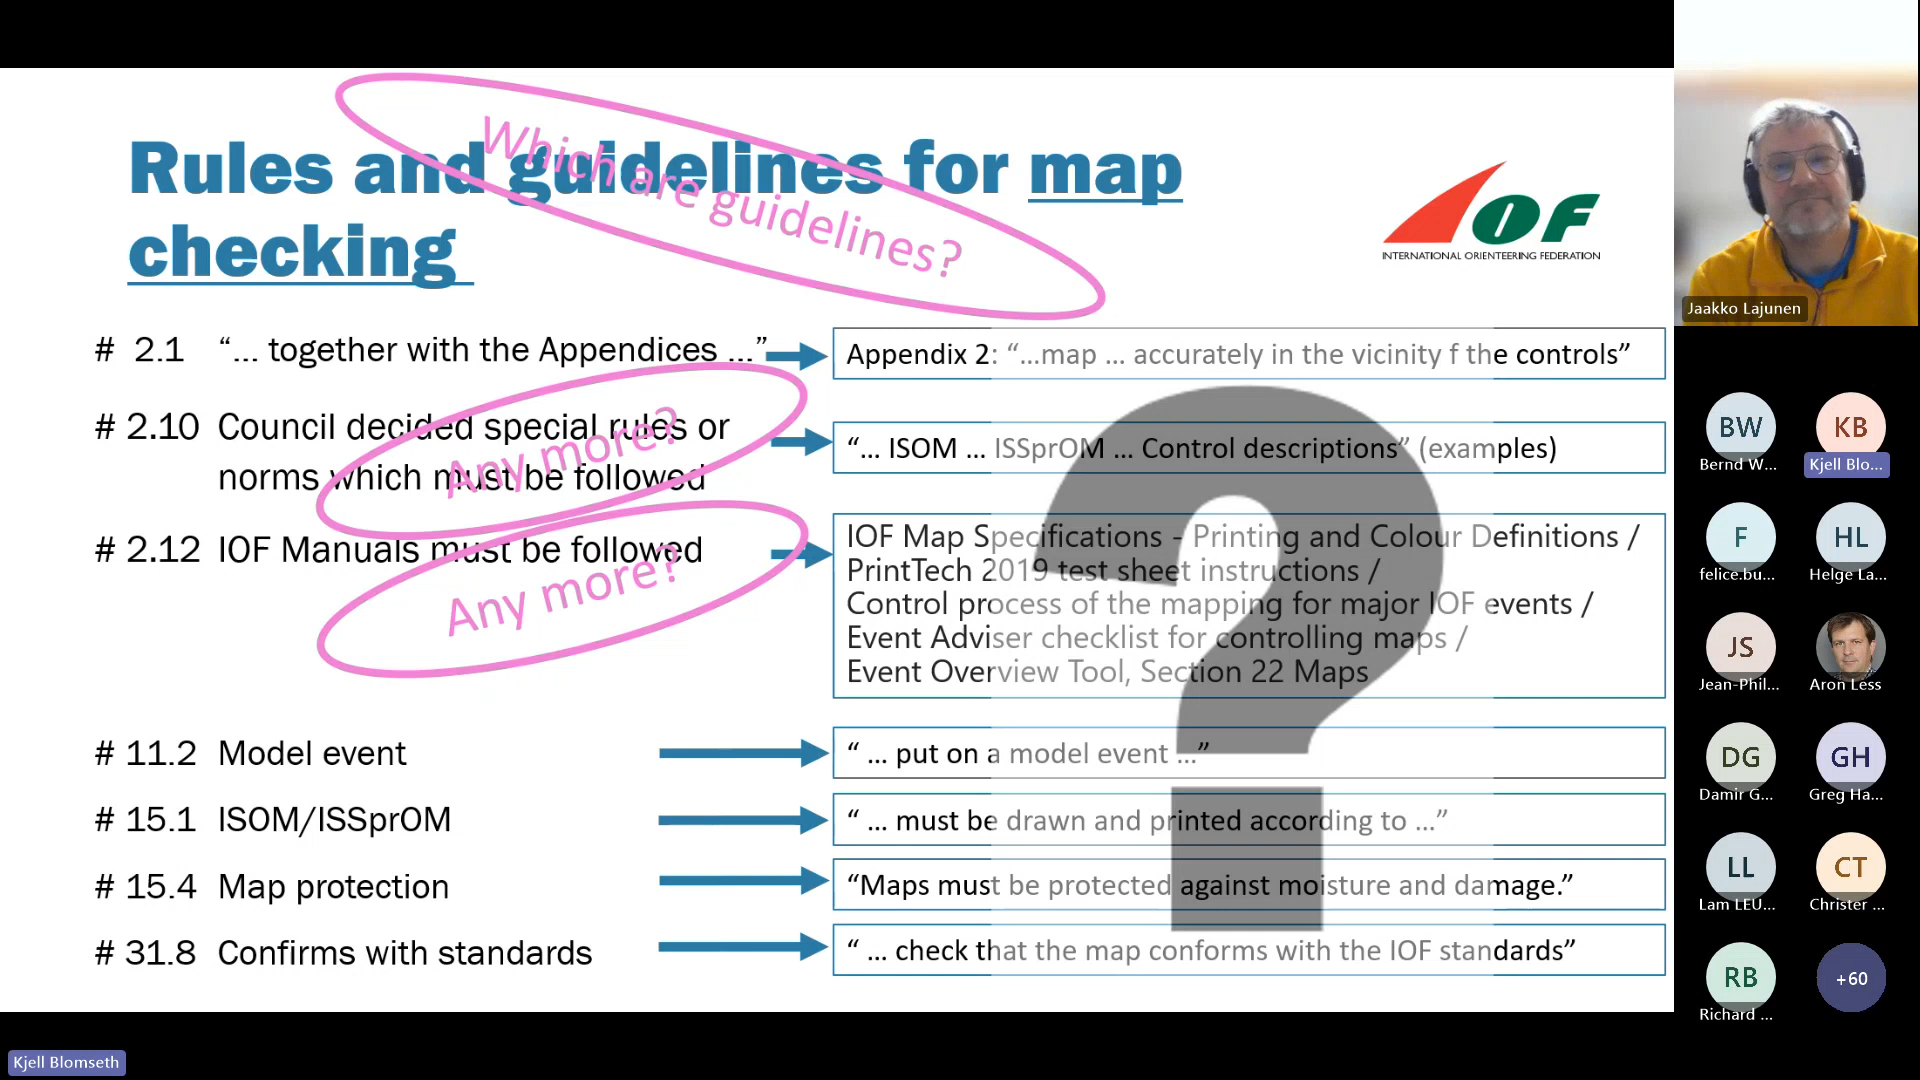 Rules and guidelines for map
checking
Which are guidelines?
IOF
INTERNATIONAL ORIENTEERING FEDERATION
# 2.1 “... together with the Appendices ...”
Appendix 2: “...map ... accurately in the vicinity f the controls”
# 2.10 Council decided special rules or
norms which must be followed
Any more?
“... ISOM ... ISSprOM ... Control descriptions” (examples)
# 2.12 IOF Manuals must be followed
Any more?
IOF Map Specifications - Printing and Colour Definitions /
PrintTech 2019 test sheet instructions /
Control process of the mapping for major IOF events /
Event Adviser checklist for controlling maps /
Event Overview Tool, Section 22 Maps
# 11.2 Model event
“ ... put on a model event ...”
# 15.1 ISOM/ISSprOM
“ ... must be drawn and printed according to ...”
# 15.4 Map protection
“Maps must be protected against moisture and damage.”
# 31.8 Confirms with standards
“ ... check that the map conforms with the IOF standards”
?
Jaakko Lajunen
BW
Bernd W...
KB
Kjell Blo...
F
felice.bu...
HL
Helge La...
JS
Jean-Phil...
Aron Less
DG
Damir G...
GH
Greg Ha...
LL
Lam LEU...
CT
Christer ...
RB
Richard ...
+60
Kjell Blomseth